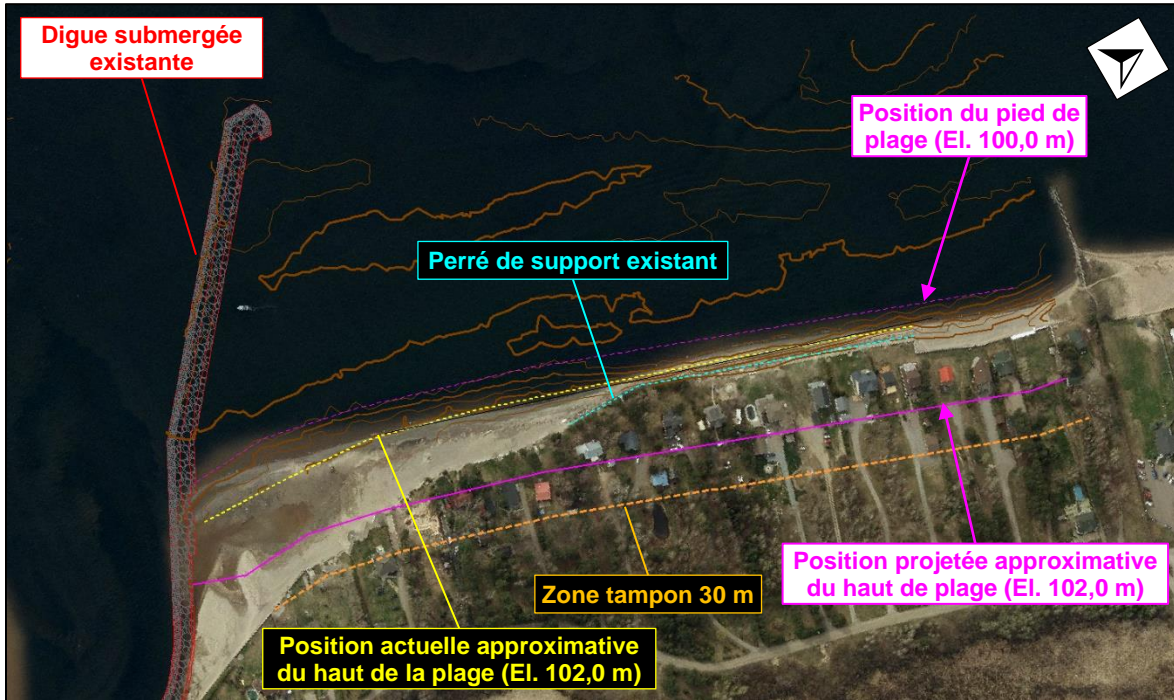 Digue submergée
existante
Position du pied de
plage (El. 100,0 m)
Perré de support existant
Position projetée approximative
du haut de plage (El. 102,0 m)
Zone tampon 30 m
Position actuelle approximative
du haut de la plage (El. 102,0 m)